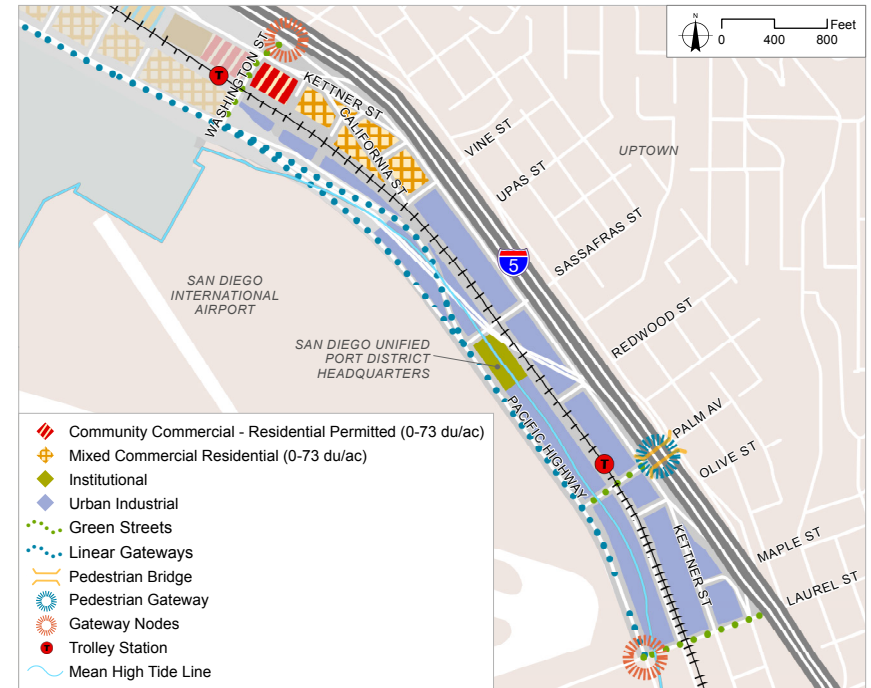 N
Feet
0 400 800
WASHINGTON ST
KETTNER ST
CALIFORNIA ST
VINE ST
UPTOWN
UPAS ST
SASSAFRAS ST
5
SAN DIEGO
INTERNATIONAL
AIRPORT
REDWOOD ST
SAN DIEGO UNIFIED
PORT DISTRICT
HEADQUARTERS
PACIFIC HIGHWAY
PALM AV
OLIVE ST
KETTNER ST
MAPLE ST
LAUREL ST
T
T
Community Commercial - Residential Permitted (0-73 du/ac)
Mixed Commercial Residential (0-73 du/ac)
Institutional
Urban Industrial
Green Streets
Linear Gateways
Pedestrian Bridge
Pedestrian Gateway
Gateway Nodes
T Trolley Station
Mean High Tide Line